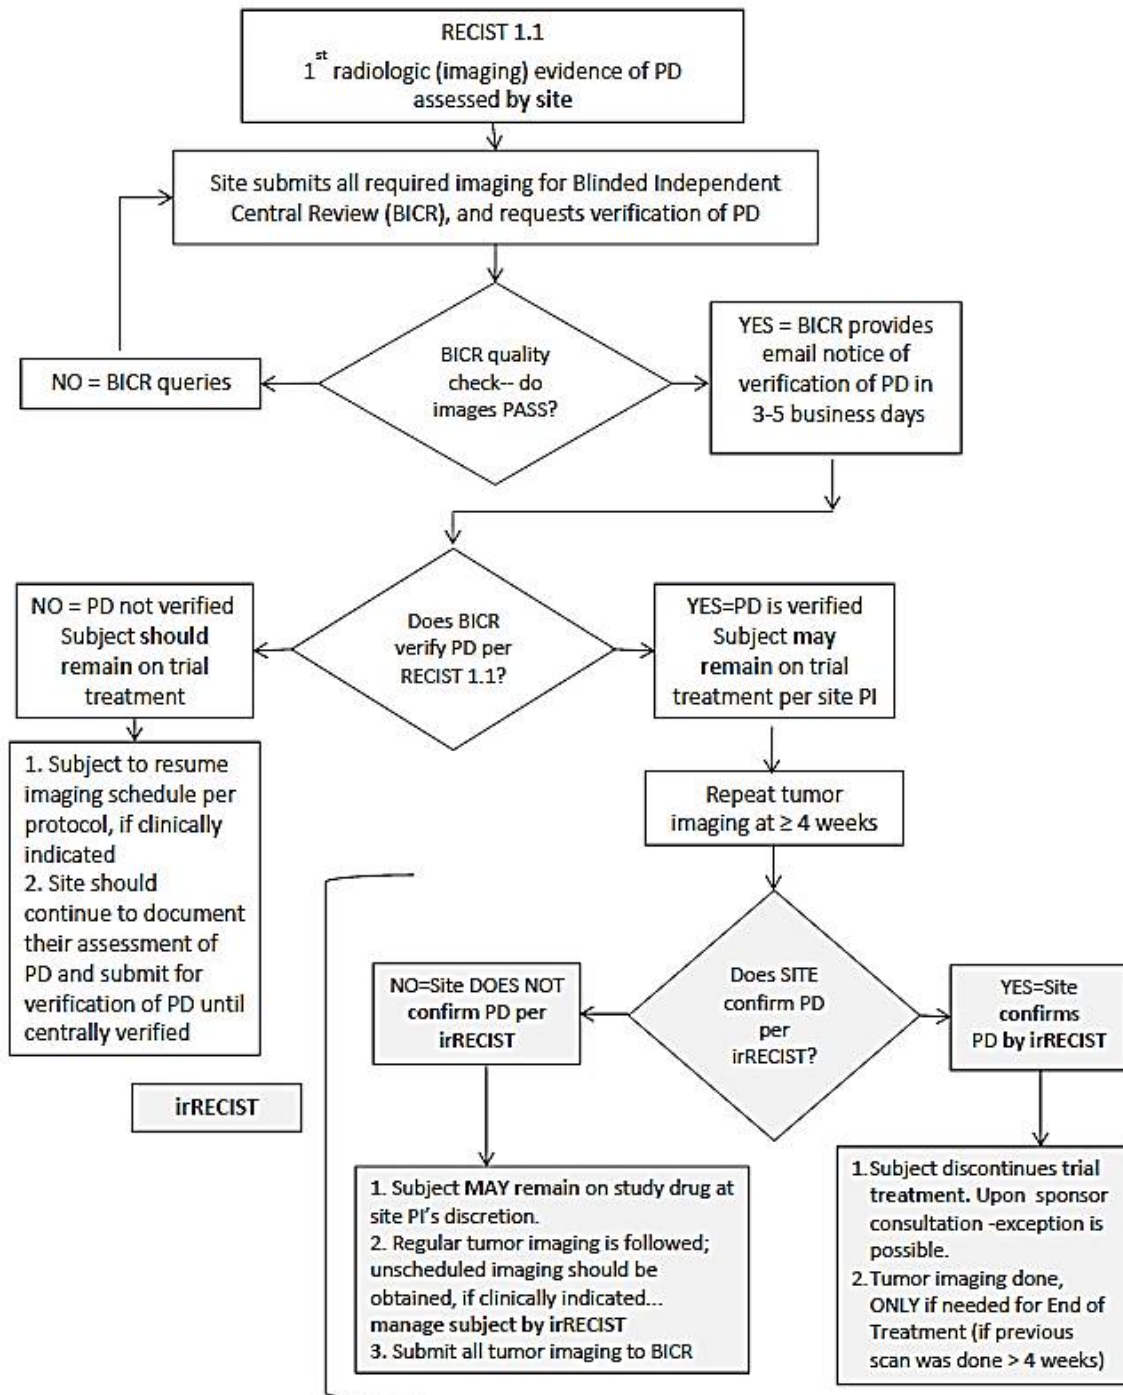 RECIST 1.1
1st radiologic (imaging) evidence of PD
assessed by site
Site submits all required imaging for Blinded Independent
Central Review (BICR), and requests verification of PD
BICR quality
check-- do
images PASS?
NO = BICR queries
YES = BICR provides
email notice of
verification of PD in
3-5 business days
Does BICR
verify PD per
RECIST 1.1?
NO = PD not verified
Subject should
remain on trial
treatment
YES=PD is verified
Subject may
remain on trial
treatment per site PI
1. Subject to resume
imaging schedule per
protocol, if clinically
indicated
2. Site should
continue to document
their assessment of
PD and submit for
verification of PD until
centrally verified
Repeat tumor
imaging at ≥ 4 weeks
irRECIST
Does SITE
confirm PD
per
irRECIST?
NO=Site DOES NOT
confirm PD per
irRECIST
YES=Site
confirms
PD by irRECIST
1. Subject MAY remain on study drug at
site PI's discretion.
2. Regular tumor imaging is followed;
unscheduled imaging should be
obtained, if clinically indicated...
manage subject by irRECIST
3. Submit all tumor imaging to BICR
1.Subject discontinues trial
treatment. Upon sponsor
consultation -exception is
possible.
2.Tumor imaging done,
ONLY if needed for End of
Treatment (if previous
scan was done > 4 weeks)